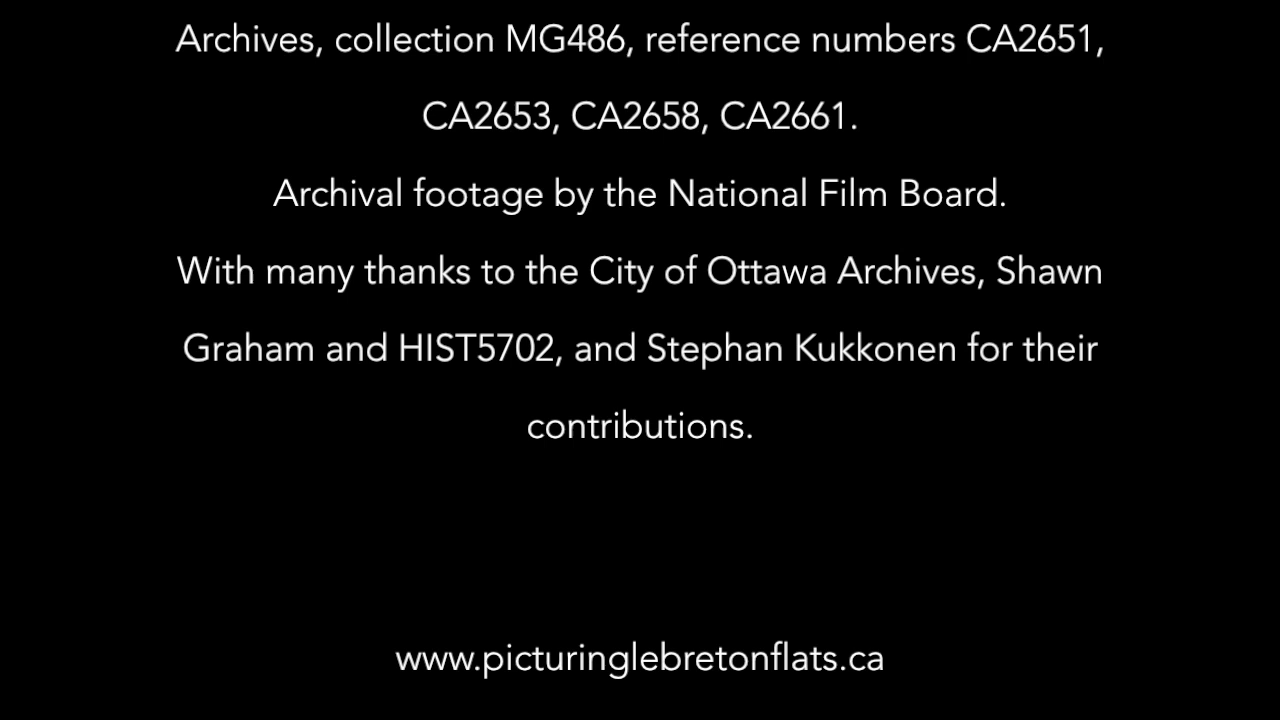 Archives, collection MG486, reference numbers CA2651,
CA2653, CA2658, CA2661.
Archival footage by the National Film Board.
With many thanks to the City of Ottawa Archives, Shawn
Graham and HIST5702, and Stephan Kukkonen for their
contributions.
www.picturinglebretonflats.ca